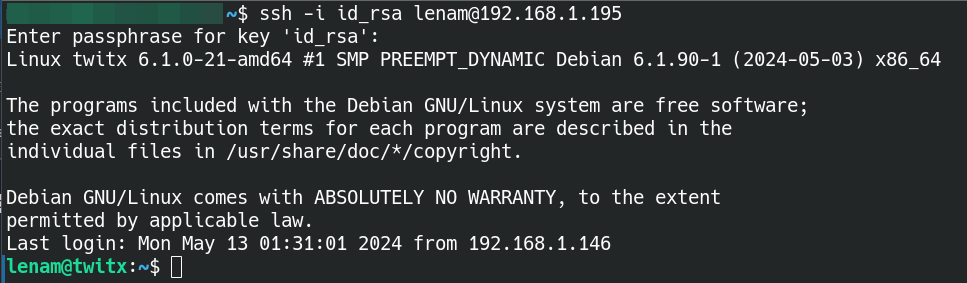 ~$ ssh -i id_rsa lenam@192.168.1.195
Enter passphrase for key 'id_rsa':
Linux twitx 6.1.0-21-amd64 #1 SMP PREEMPT_DYNAMIC Debian 6.1.90-1 (2024-05-03) x86_64

The programs included with the Debian GNU/Linux system are free software;
the exact distribution terms for each program are described in the
individual files in /usr/share/doc/*/copyright.

Debian GNU/Linux comes with ABSOLUTELY NO WARRANTY, to the extent
permitted by applicable law.
Last login: Mon May 13 01:31:01 2024 from 192.168.1.146
lenam@twitx:~$